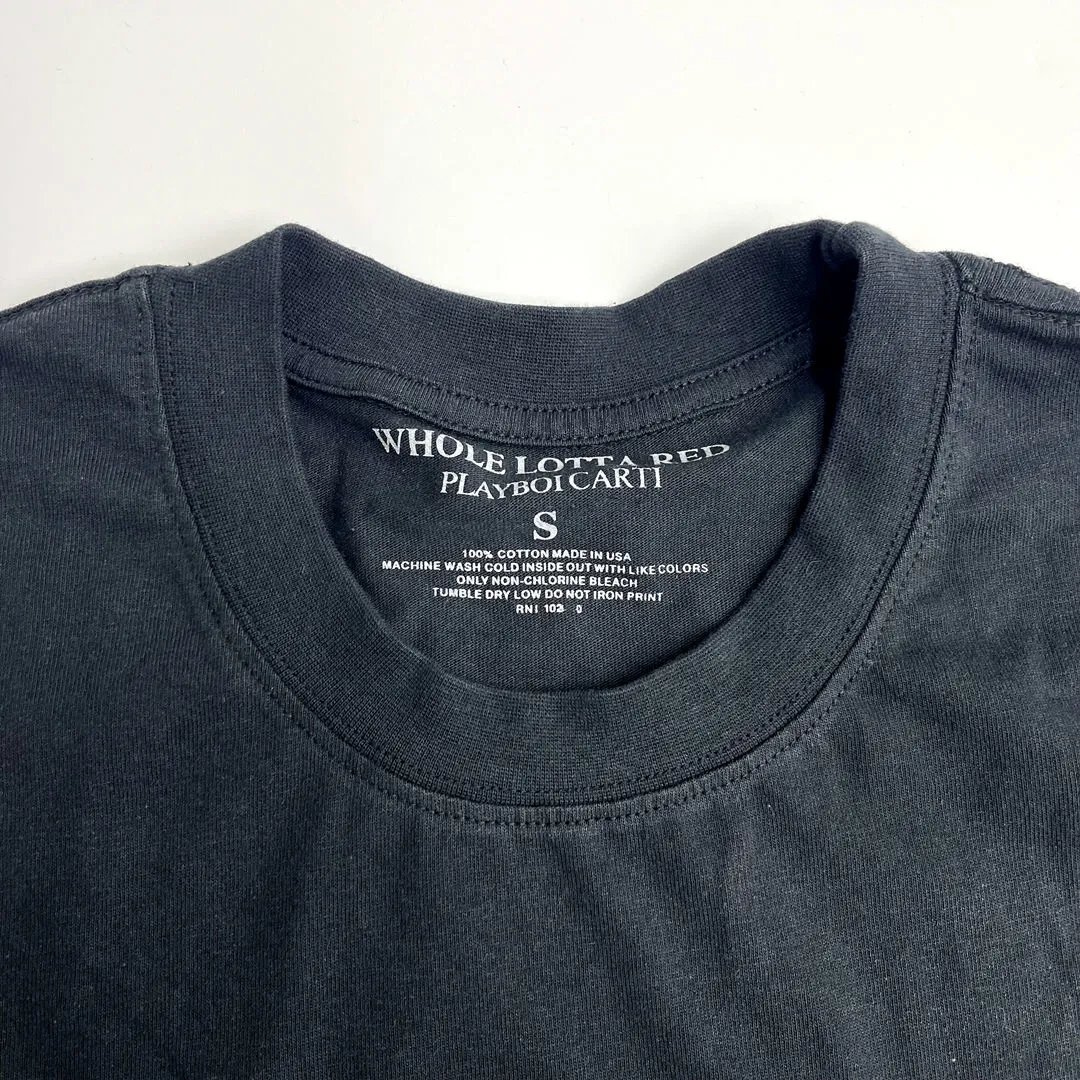 WHOLE LOTTA RED
PLAYBOI CARTI
S
100% COTTON MADE IN USA
MACHINE WASH COLD INSIDE OUT WITH LIKE COLORS
ONLY NON-CHLORINE BLEACH
TUMBLE DRY LOW DO NOT IRON PRINT